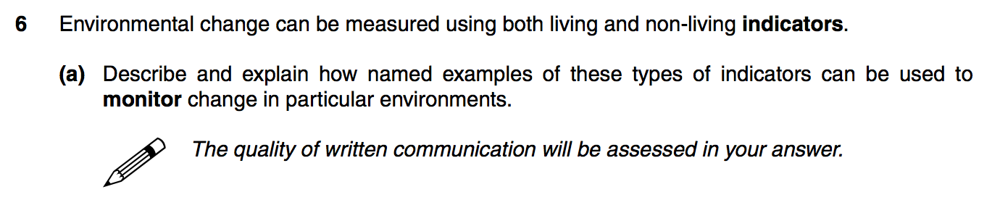 6 Environmental change can be measured using both living and non-living indicators.
(a) Describe and explain how named examples of these types of indicators can be used to
monitor change in particular environments.
The quality of written communication will be assessed in your answer.